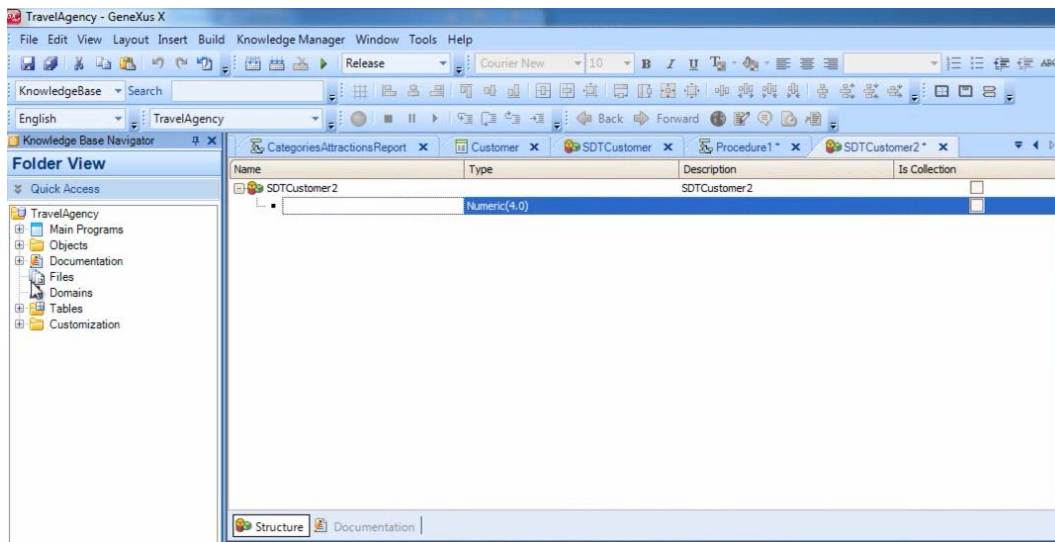 TravelAgency - GeneXus X
File Edit View Layout Insert Build Knowledge Manager Window Tools Help
Release Courier New 10 B I U ABC
KnowledgeBase Search
English TravelAgency Back Forward
Knowledge Base Navigator CategoriesAttractionsReport Customer SDTCustomer Procedure1* SDTCustomer2*
Folder View
Name Type Description Is Collection
Quick Access
SDTCustomer2 SDTCustomer2
Numeric(4.0)
TravelAgency
Main Programs
Objects
Documentation
Files
Domains
Tables
Customization
Structure Documentation